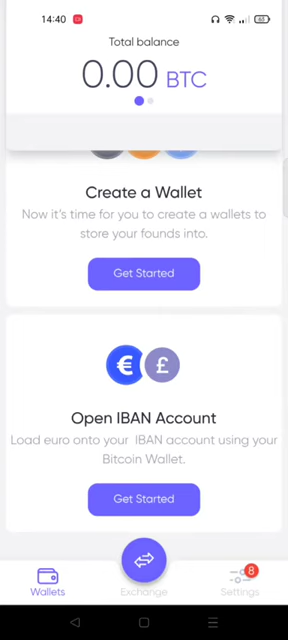 14:40
Total balance
0.00 BTC
Create a Wallet
Now it's time for you to create a wallets to
store your founds into.
Get Started
€ £
Open IBAN Account
Load euro onto your IBAN account using your
Bitcoin Wallet.
Get Started
8
Wallets
Exchange
Settings